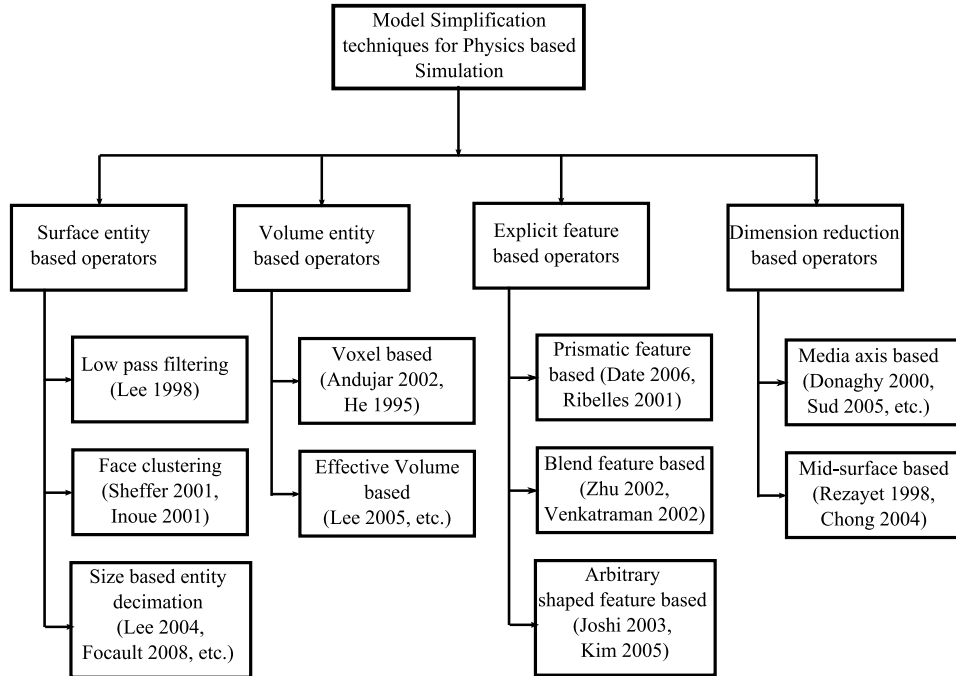 Model Simplification
techniques for Physics based
Simulation
Surface entity
based operators
Volume entity
based operators
Explicit feature
based operators
Dimension reduction
based operators
Low pass filtering
(Lee 1998)
Face clustering
(Sheffer 2001,
Inoue 2001)
Size based entity
decimation
(Lee 2004,
Focault 2008, etc.)
Voxel based
(Andujar 2002,
He 1995)
Effective Volume
based
(Lee 2005, etc.)
Prismatic feature
based (Date 2006,
Ribelles 2001)
Blend feature based
(Zhu 2002,
Venkatraman 2002)
Arbitrary
shaped feature based
(Joshi 2003,
Kim 2005)
Media axis based
(Donaghy 2000,
Sud 2005, etc.)
Mid-surface based
(Rezayet 1998,
Chong 2004)